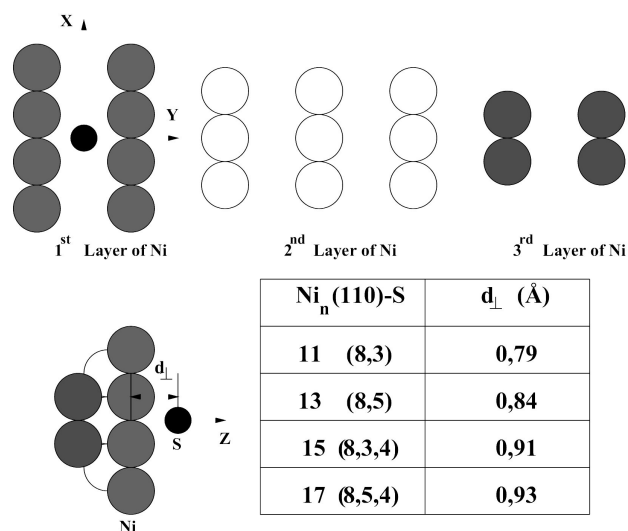 X
Y
1st Layer of Ni
2nd Layer of Ni
3rd Layer of Ni
Nin(110)-S d⊥ (Å)
11 (8,3) 0,79
13 (8,5) 0,84
15 (8,3,4) 0,91
17 (8,5,4) 0,93
d⊥
S
Z
Ni